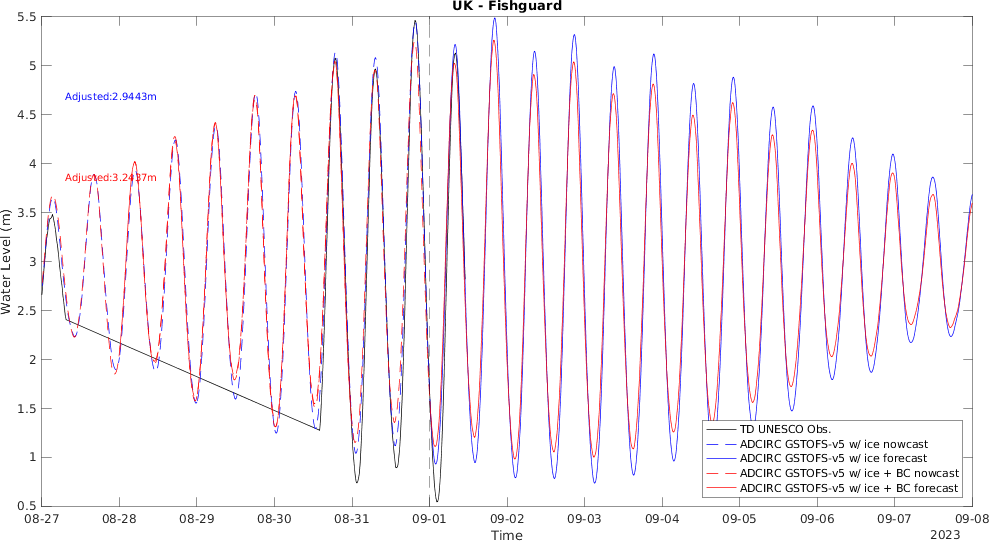 UK - Fishguard
5.5
5
4.5
4
3.5
3
2.5
2
1.5
1
0.5
Water Level (m)
Adjusted:2.9443m
Adjusted:3.2437m
TD UNESCO Obs.
ADCIRC GSTOFS-v5 w/ ice nowcast
ADCIRC GSTOFS-v5 w/ ice forecast
ADCIRC GSTOFS-v5 w/ ice + BC nowcast
ADCIRC GSTOFS-v5 w/ ice + BC forecast
08-27 08-28 08-29 08-30 08-31 09-01 09-02 09-03 09-04 09-05 09-06 09-07 09-08
Time
2023